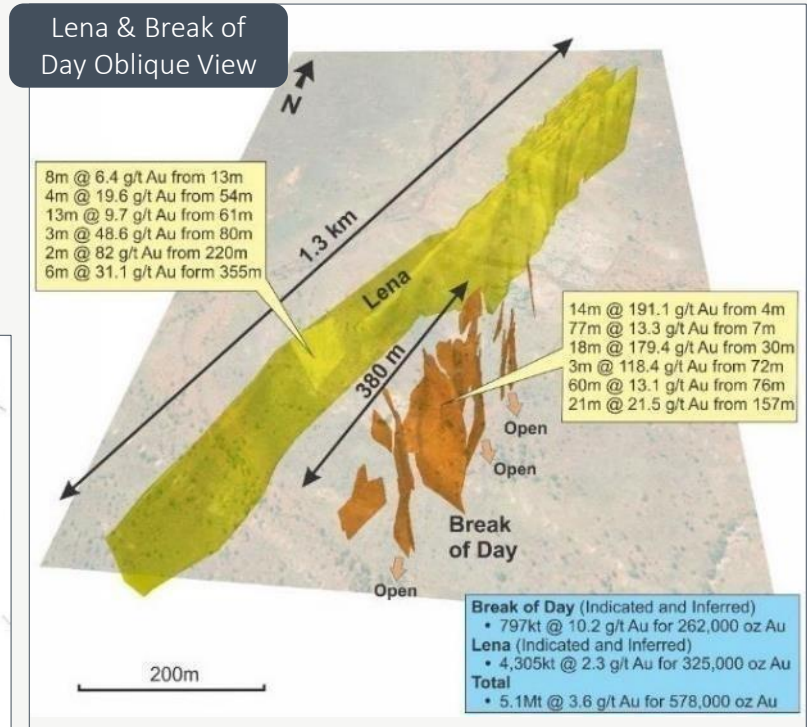 Lena & Break of
Day Oblique View
N
8m @ 6.4 g/t Au from 13m
4m @ 19.6 g/t Au from 54m
13m @ 9.7 g/t Au from 61m
3m @ 48.6 g/t Au from 80m
2m @ 82 g/t Au from 220m
6m @ 31.1 g/t Au form 355m
1.3 km
Lena
380 m
14m @ 191.1 g/t Au from 4m
77m @ 13.3 g/t Au from 7m
18m @ 179.4 g/t Au from 30m
3m @ 118.4 g/t Au from 72m
60m @ 13.1 g/t Au from 76m
21m @ 21.5 g/t Au from 157m
Open
Open
Break
of Day
Open
Break of Day (Indicated and Inferred)
• 797kt @ 10.2 g/t Au for 262,000 oz Au
Lena (Indicated and Inferred)
• 4,305kt @ 2.3 g/t Au for 325,000 oz Au
Total
• 5.1Mt @ 3.6 g/t Au for 578,000 oz Au
200m